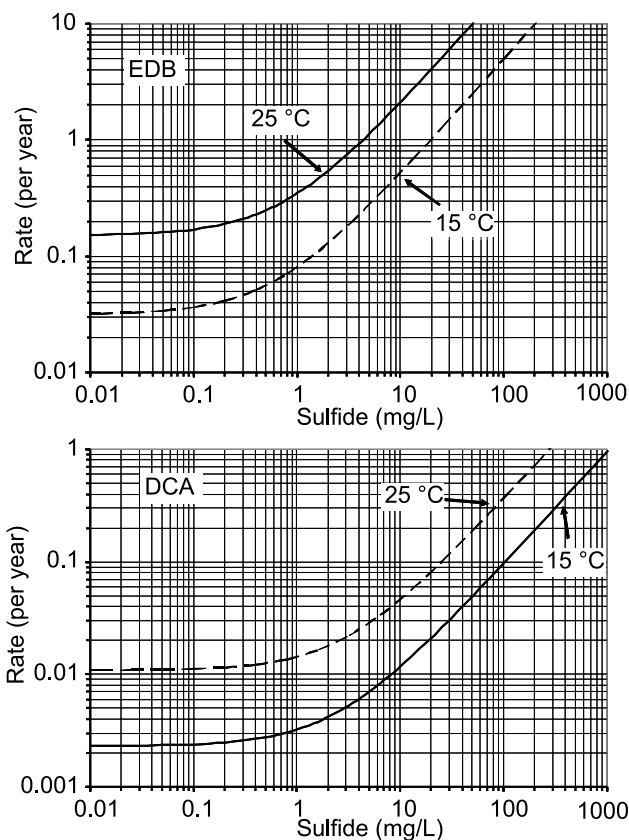 10
EDB
25 °C
1
15 °C
0.1
0.01
Rate (per year)
0.01 0.1 1 10 100 1000
Sulfide (mg/L)
1
DCA
25 °C
0.1
15 °C
0.01
0.001
Rate (per year)
0.01 0.1 1 10 100 1000
Sulfide (mg/L)